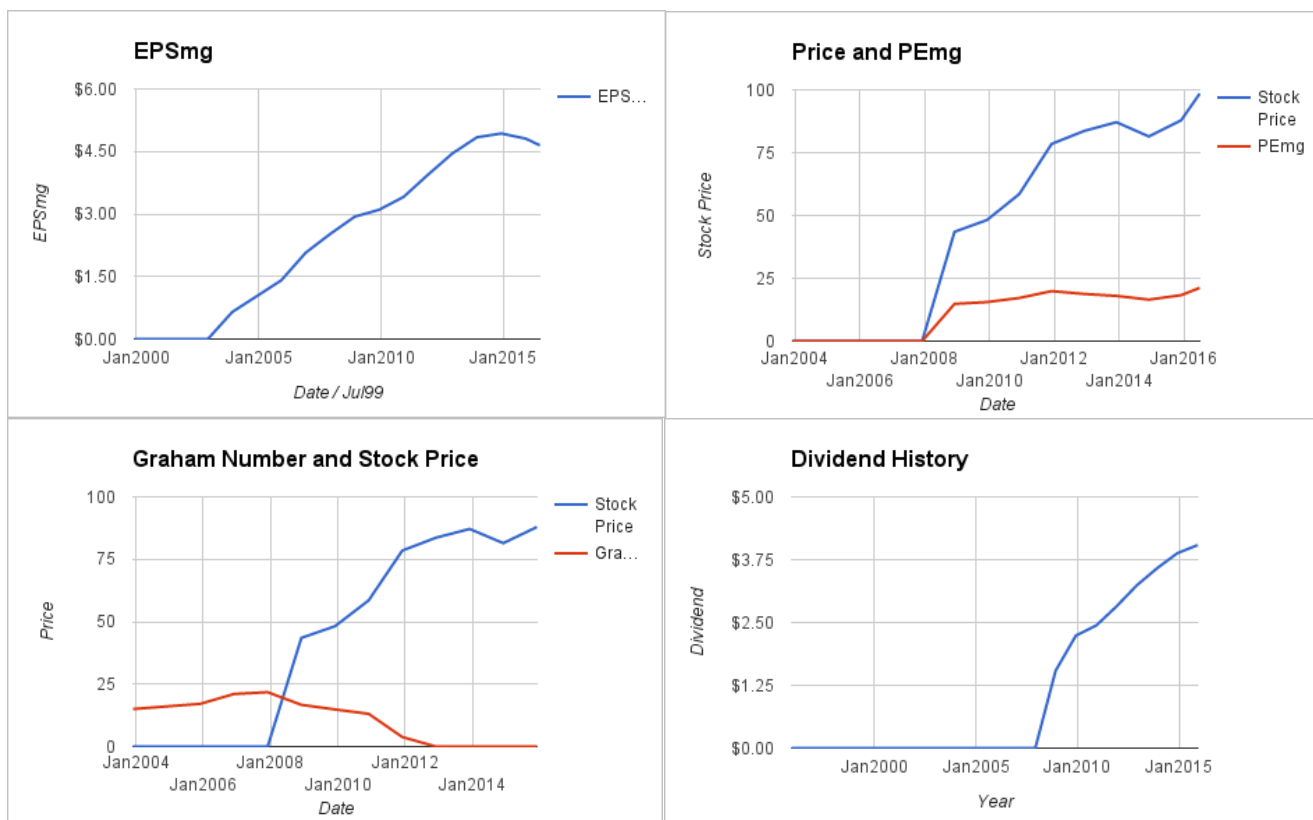 EPSmg
$6.00
$4.50
$3.00
$1.50
$0.00
EPSmg
Jan2000
Jan2005
Jan2010
Jan2015
Date / Jul99
EPS...
Price and PEmg
100
75
50
25
0
Stock Price
Jan2004
Jan2006
Jan2008
Jan2010
Jan2012
Jan2014
Jan2016
Date
Stock
Price
PEmg
Graham Number and Stock Price
100
75
50
25
0
Price
Jan2004
Jan2006
Jan2008
Jan2010
Jan2012
Jan2014
Date
Stock
Price
Gra...
Dividend History
$5.00
$3.75
$2.50
$1.25
$0.00
Dividend
Jan2000
Jan2005
Jan2010
Jan2015
Year